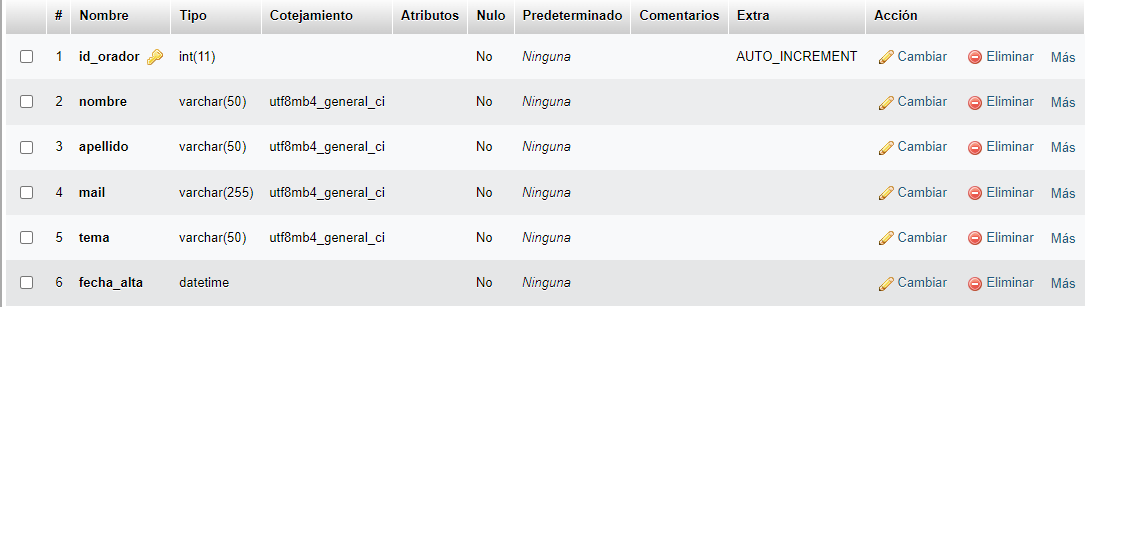 # Nombre Tipo Cotejamiento Atributos Nulo Predeterminado Comentarios Extra Acción
1 id_orador int(11) No Ninguna AUTO_INCREMENT Cambiar Eliminar Más
2 nombre varchar(50) utf8mb4_general_ci No Ninguna Cambiar Eliminar Más
3 apellido varchar(50) utf8mb4_general_ci No Ninguna Cambiar Eliminar Más
4 mail varchar(255) utf8mb4_general_ci No Ninguna Cambiar Eliminar Más
5 tema varchar(50) utf8mb4_general_ci No Ninguna Cambiar Eliminar Más
6 fecha_alta datetime No Ninguna Cambiar Eliminar Más